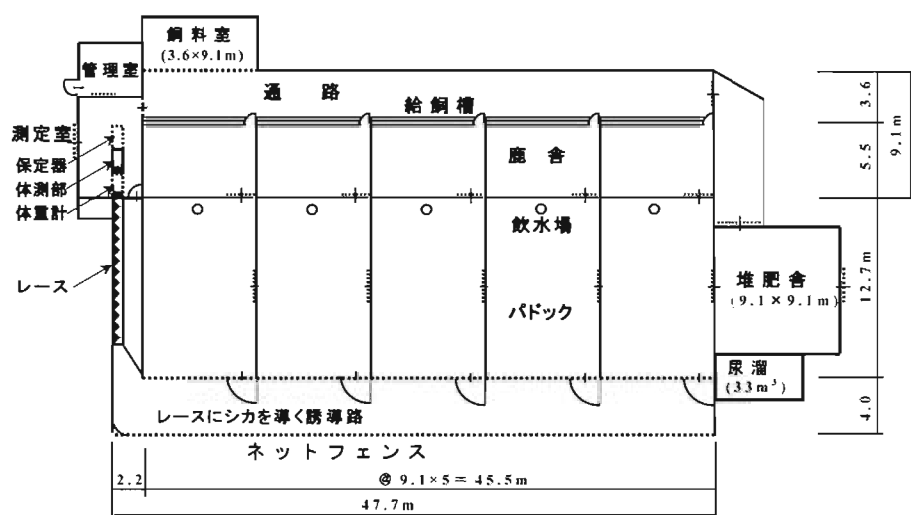 飼料室
(3.6×9.1m)
管理室
通 路
給飼槽
測定室
保定器
体測部
体重計
レース
鹿 舎
飲水場
パドック
堆肥舎
(9.1×9.1m)
尿溜
(33m³)
レースにシカを導く誘導路
ネットフェンス
3.6
5.5
9.1m
12.7m
4.0
2.2
@ 9.1×5= 45.5m
47.7m